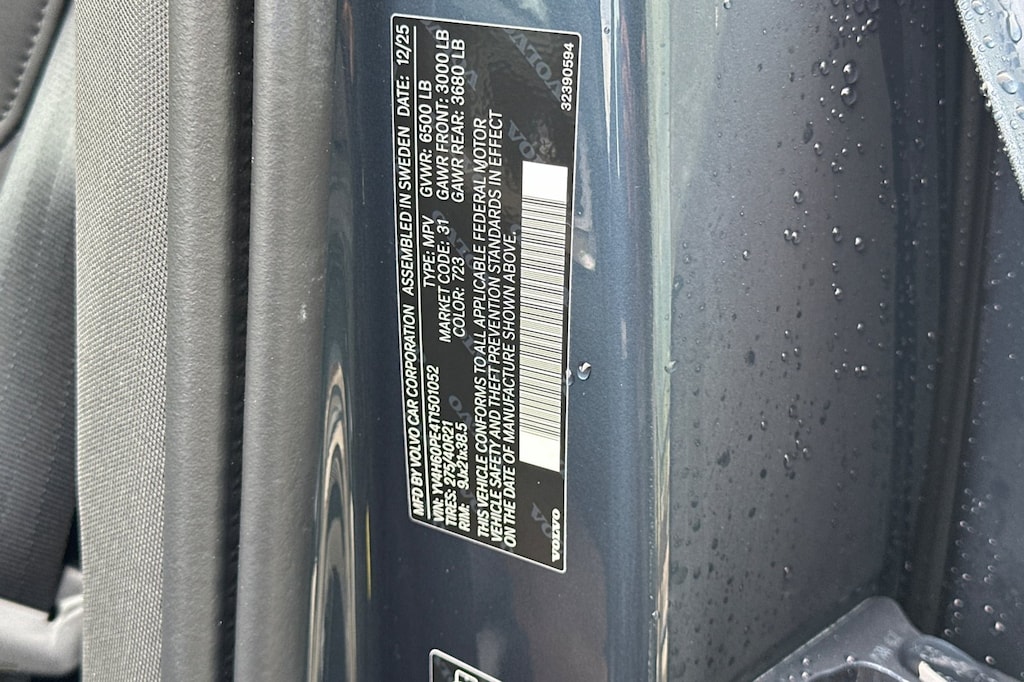 MFD BY VOLVO CAR CORPORATION ASSEMBLED IN SWEDEN DATE: 12/25
VIN: YV4H60PE4T1501052 TYPE: MPV GVWR: 6500 LB
TIRES: 275/40R21 MARKET CODE: 31 GAWR FRONT: 3000 LB
RIM: 9Jx21x38.5 COLOR: 723 GAWR REAR: 3680 LB
THIS VEHICLE CONFORMS TO ALL APPLICABLE FEDERAL MOTOR
VEHICLE SAFETY AND THEFT PREVENTION STANDARDS IN EFFECT
ON THE DATE OF MANUFACTURE SHOWN ABOVE.
VOLVO 32390594